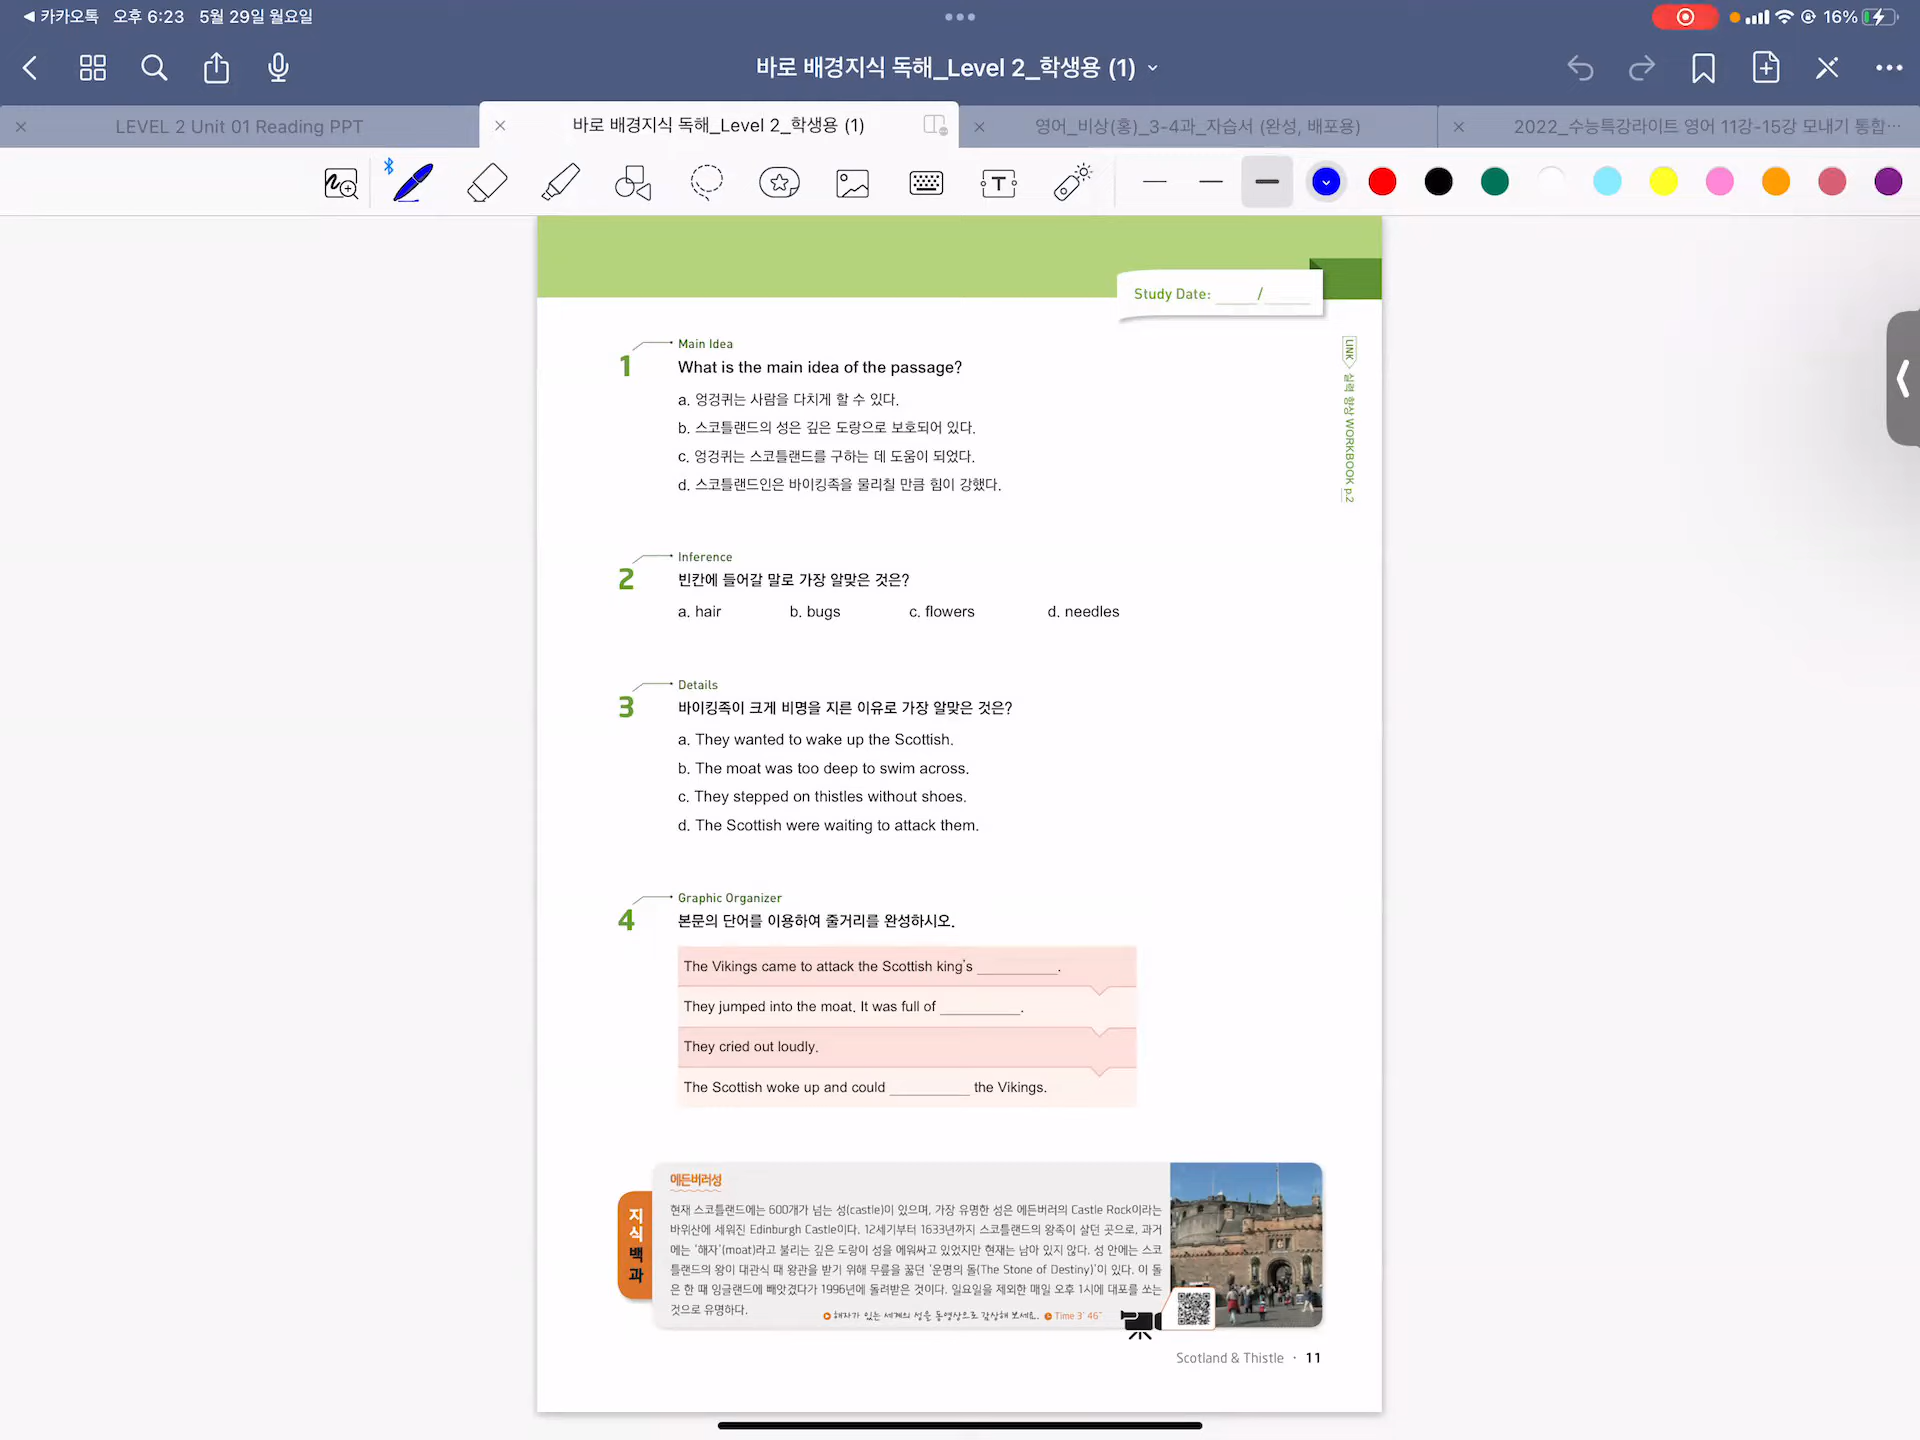 ◀ 카카오톡 오후 6:23 5월 29일 월요일
16%
바로 배경지식 독해_Level 2_학생용 (1)
LEVEL 2 Unit 01 Reading PPT
바로 배경지식 독해_Level 2_학생용 (1)
영어_비상(홍)_3-4과_자습서 (완성, 배포용)
2022_수능특강라이트 영어 11강-15강 모내기 통합…
Study Date: ____/____
LINK 실력 향상 WORKBOOK p.2
1 Main Idea
What is the main idea of the passage?
a. 엉겅퀴는 사람을 다치게 할 수 있다.
b. 스코틀랜드의 성은 깊은 도랑으로 보호되어 있다.
c. 엉겅퀴는 스코틀랜드를 구하는 데 도움이 되었다.
d. 스코틀랜드인은 바이킹족을 물리칠 만큼 힘이 강했다.
2 Inference
빈칸에 들어갈 말로 가장 알맞은 것은?
a. hair b. bugs c. flowers d. needles
3 Details
바이킹족이 크게 비명을 지른 이유로 가장 알맞은 것은?
a. They wanted to wake up the Scottish.
b. The moat was too deep to swim across.
c. They stepped on thistles without shoes.
d. The Scottish were waiting to attack them.
4 Graphic Organizer
본문의 단어를 이용하여 줄거리를 완성하시오.
The Vikings came to attack the Scottish king's __________.
They jumped into the moat. It was full of __________.
They cried out loudly.
The Scottish woke up and could __________ the Vikings.
지식백과
에든버러성
현재 스코틀랜드에는 600개가 넘는 성(castle)이 있으며, 가장 유명한 성은 에든버러의 Castle Rock이라는
바위산에 세워진 Edinburgh Castle이다. 12세기부터 1633년까지 스코틀랜드의 왕족이 살던 곳으로, 과거
에는 '해자'(moat)라고 불리는 깊은 도랑이 성을 에워싸고 있었지만 현재는 남아 있지 않다. 성 안에는 스코
틀랜드의 왕이 대관식 때 왕관을 받기 위해 무릎을 꿇던 '운명의 돌(The Stone of Destiny)'이 있다. 이 돌
은 한 때 잉글랜드에 빼앗겼다가 1996년에 돌려받은 것이다. 일요일을 제외한 매일 오후 1시에 대포를 쏘는
것으로 유명하다.
해자가 있는 세계의 성을 동영상으로 감상해 보세요. Time 3' 46"
Scotland & Thistle · 11